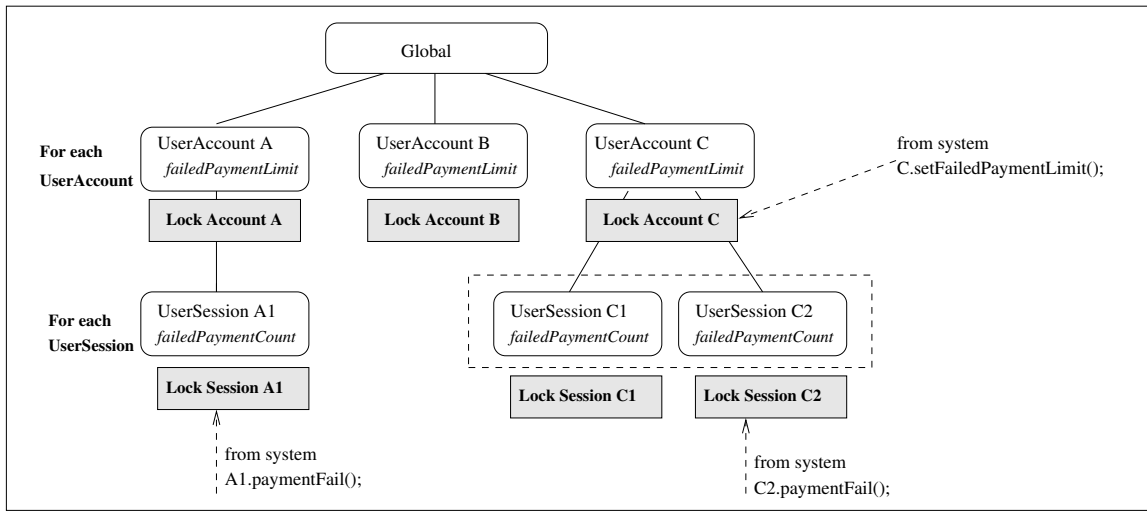 Global
For each
UserAccount
UserAccount A
failedPaymentLimit
UserAccount B
failedPaymentLimit
UserAccount C
failedPaymentLimit
from system
C.setFailedPaymentLimit();
Lock Account A
Lock Account B
Lock Account C
For each
UserSession
UserSession A1
failedPaymentCount
UserSession C1
failedPaymentCount
UserSession C2
failedPaymentCount
Lock Session A1
Lock Session C1
Lock Session C2
from system
A1.paymentFail();
from system
C2.paymentFail();